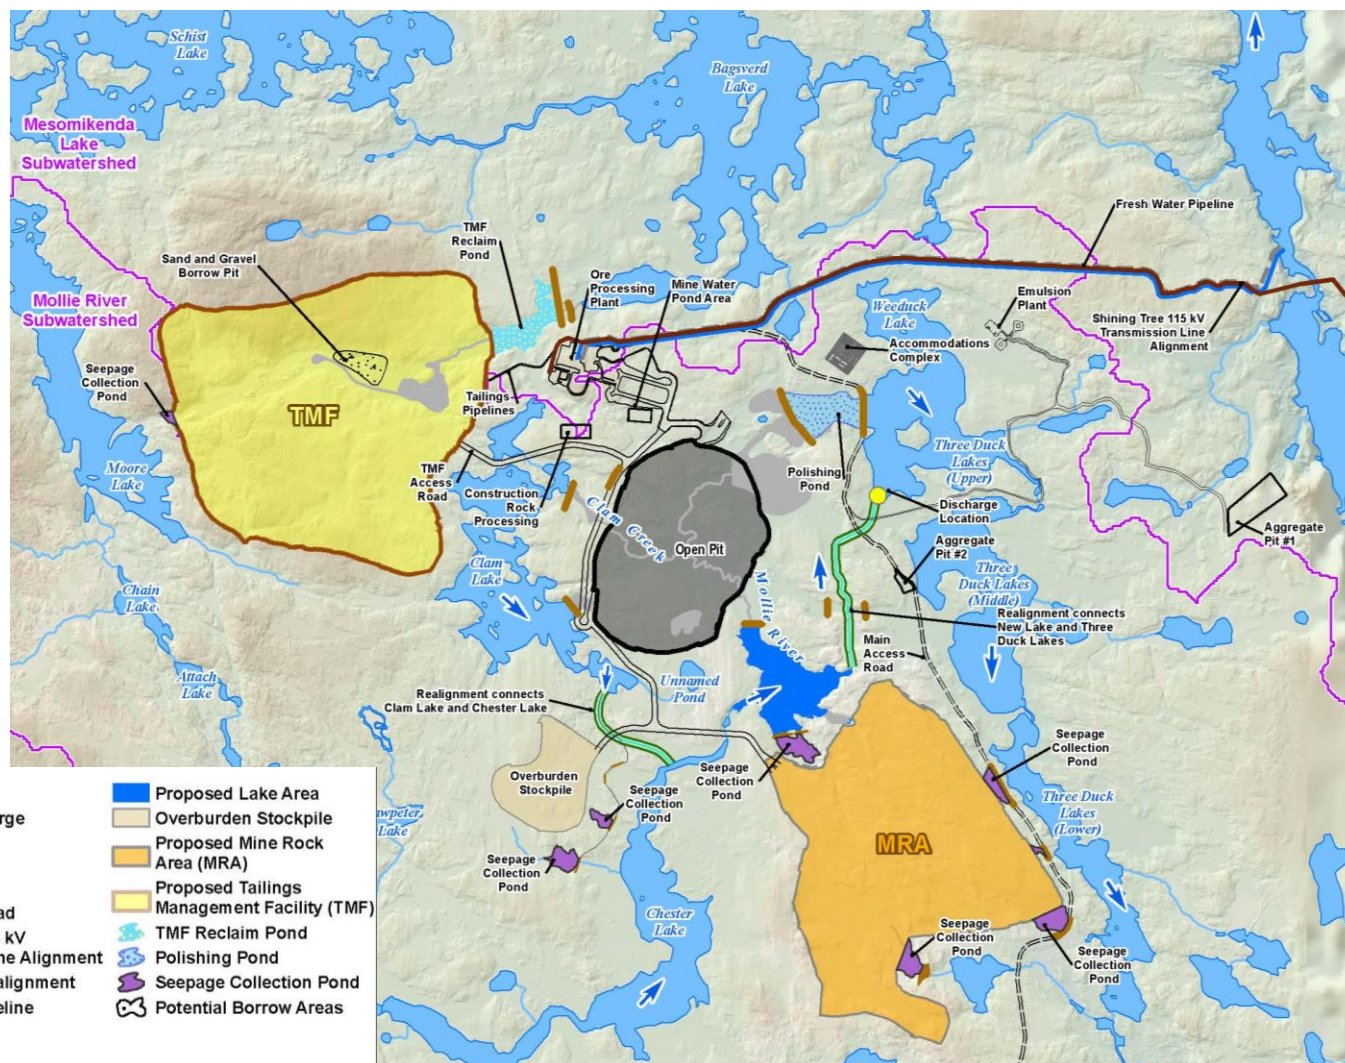 Schist
Lake
Bagsverd
Lake
Mesomikenda
Lake
Subwatershed
Fresh Water Pipeline
TMF
Reclaim
Pond
Sand and Gravel
Borrow Pit
Ore
Processing
Plant
Mine Water
Pond Area
Mollie River
Subwatershed
Weeduck
Lake
Emulsion
Plant
Shining Tree 115 kV
Transmission Line
Alignment
Accommodations
Complex
Seepage
Collection
Pond
Tailings
Pipelines
TMF
Moore
Lake
TMF
Access
Road
Construction
Rock
Processing
Polishing
Pond
Three Duck
Lakes
(Upper)
Discharge
Location
Aggregate
Pit #1
Clam Creek
Open Pit
Aggregate
Pit #2
Clam
Lake
Chain
Lake
Mollie River
Three
Duck Lakes
(Middle)
Realignment connects
New Lake and Three
Duck Lakes
Main
Access
Road
Attach
Lake
Unnamed
Pond
Realignment connects
Clam Lake and Chester Lake
Seepage
Collection
Pond
Overburden
Stockpile
Seepage
Collection
Pond
Seepage
Collection
Pond
Three Duck
Lakes
(Lower)
MRA
Seepage
Collection
Pond
Chester
Lake
Seepage
Collection
Pond
Seepage
Collection
Pond
wpeter
Lake
Proposed Lake Area
rge
Overburden Stockpile
Proposed Mine Rock
Area (MRA)
Proposed Tailings
Management Facility (TMF)
ad
kV
TMF Reclaim Pond
ne Alignment
Polishing Pond
alignment
Seepage Collection Pond
eline
Potential Borrow Areas